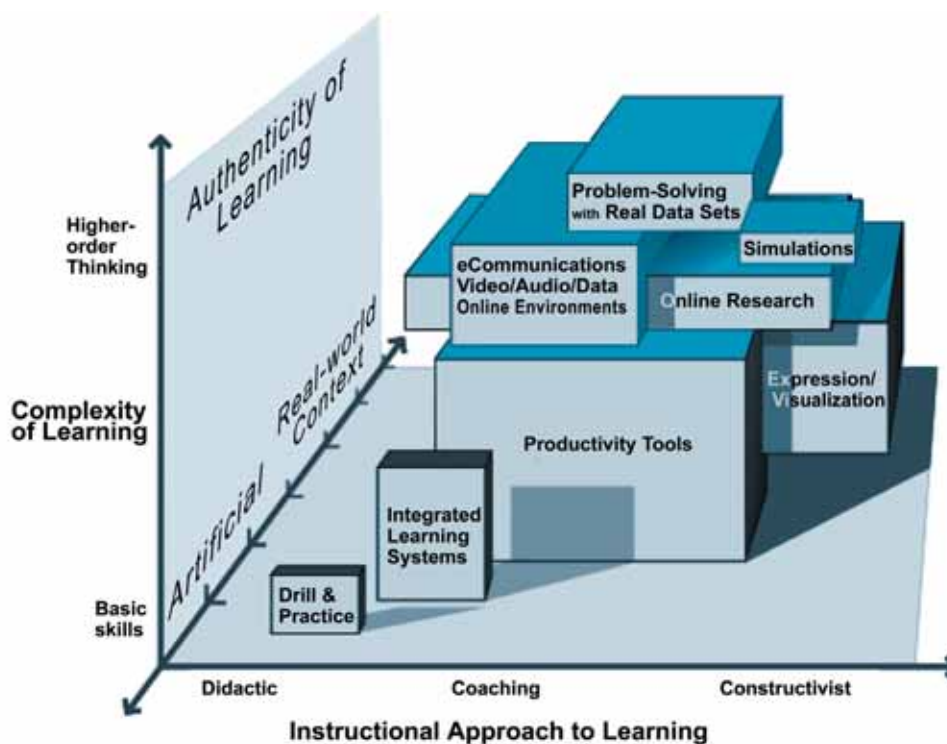 Authenticity of
Learning
Higher-
order
Thinking
Problem-Solving
with Real Data Sets
Simulations
eCommunications
Video/Audio/Data
Online Environments
Online Research
Real-world
Context
Expression/
Visualization
Complexity
of Learning
Productivity Tools
Artificial
Integrated
Learning
Systems
Drill &
Practice
Basic
skills
Didactic
Coaching
Constructivist
Instructional Approach to Learning